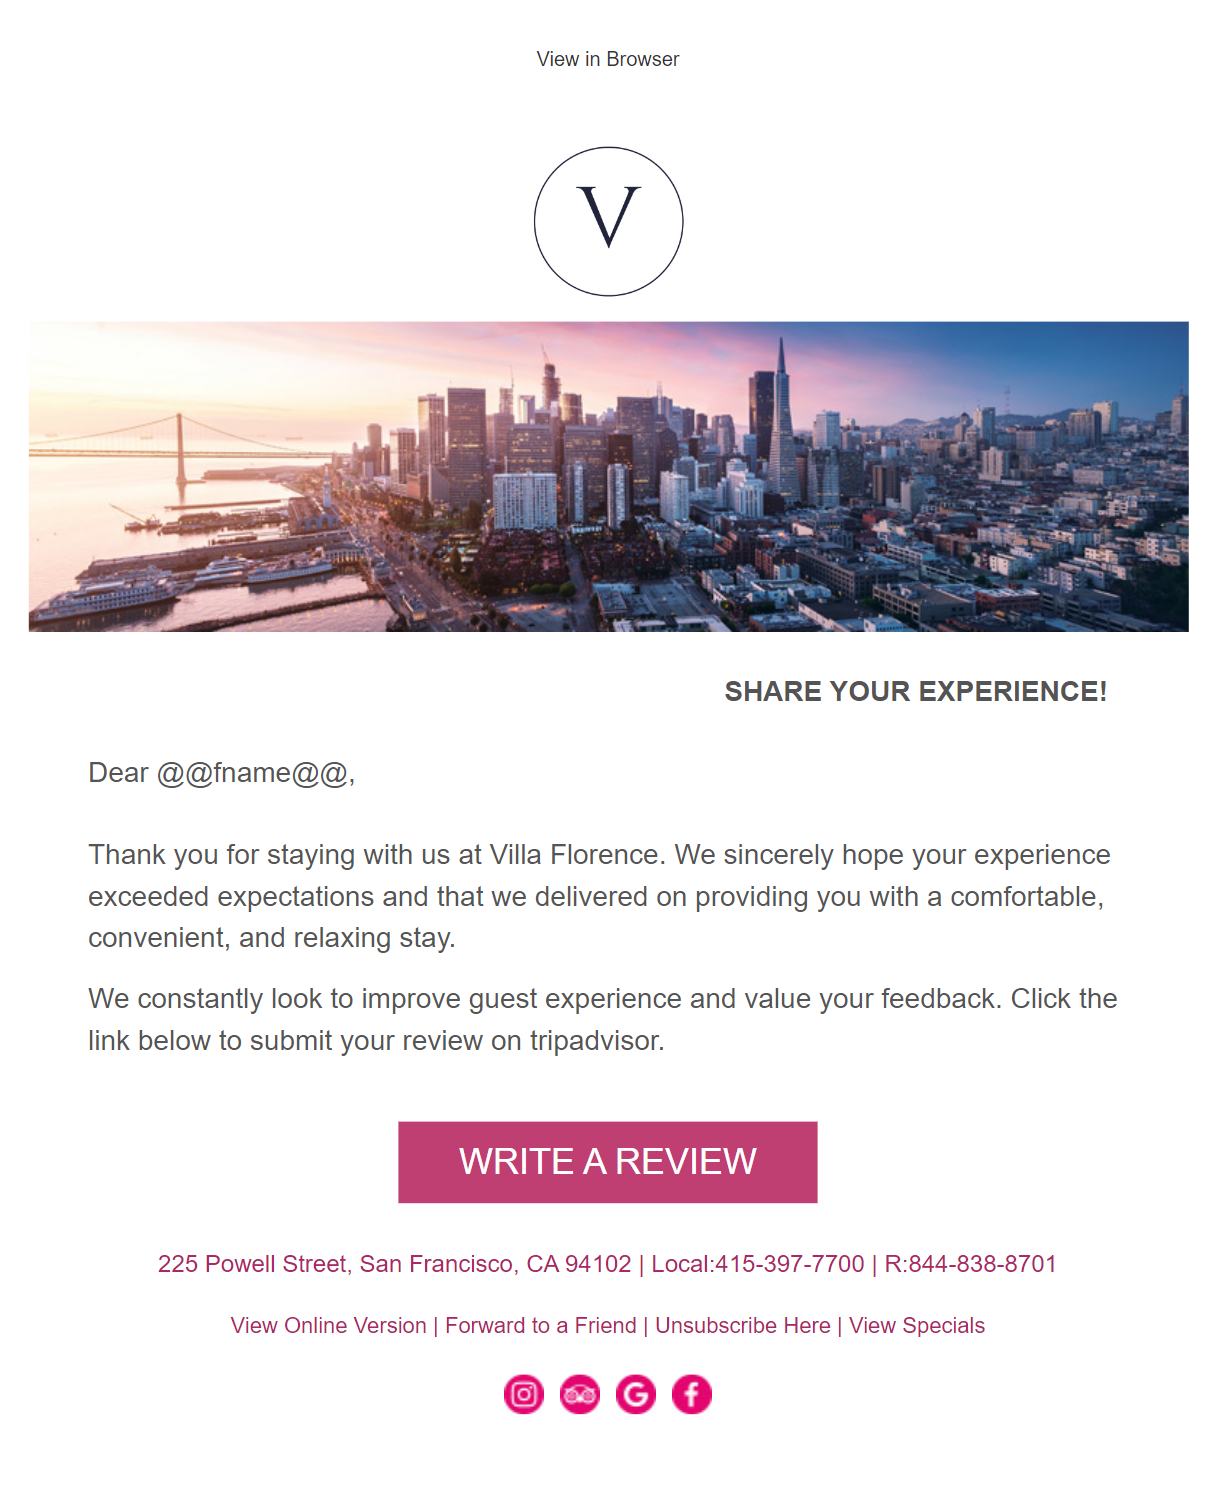 View in Browser
V
SHARE YOUR EXPERIENCE!
Dear @@fname@@,
Thank you for staying with us at Villa Florence. We sincerely hope your experience
exceeded expectations and that we delivered on providing you with a comfortable,
convenient, and relaxing stay.
We constantly look to improve guest experience and value your feedback. Click the
link below to submit your review on tripadvisor.
WRITE A REVIEW
225 Powell Street, San Francisco, CA 94102 | Local:415-397-7700 | R:844-838-8701
View Online Version | Forward to a Friend | Unsubscribe Here | View Specials